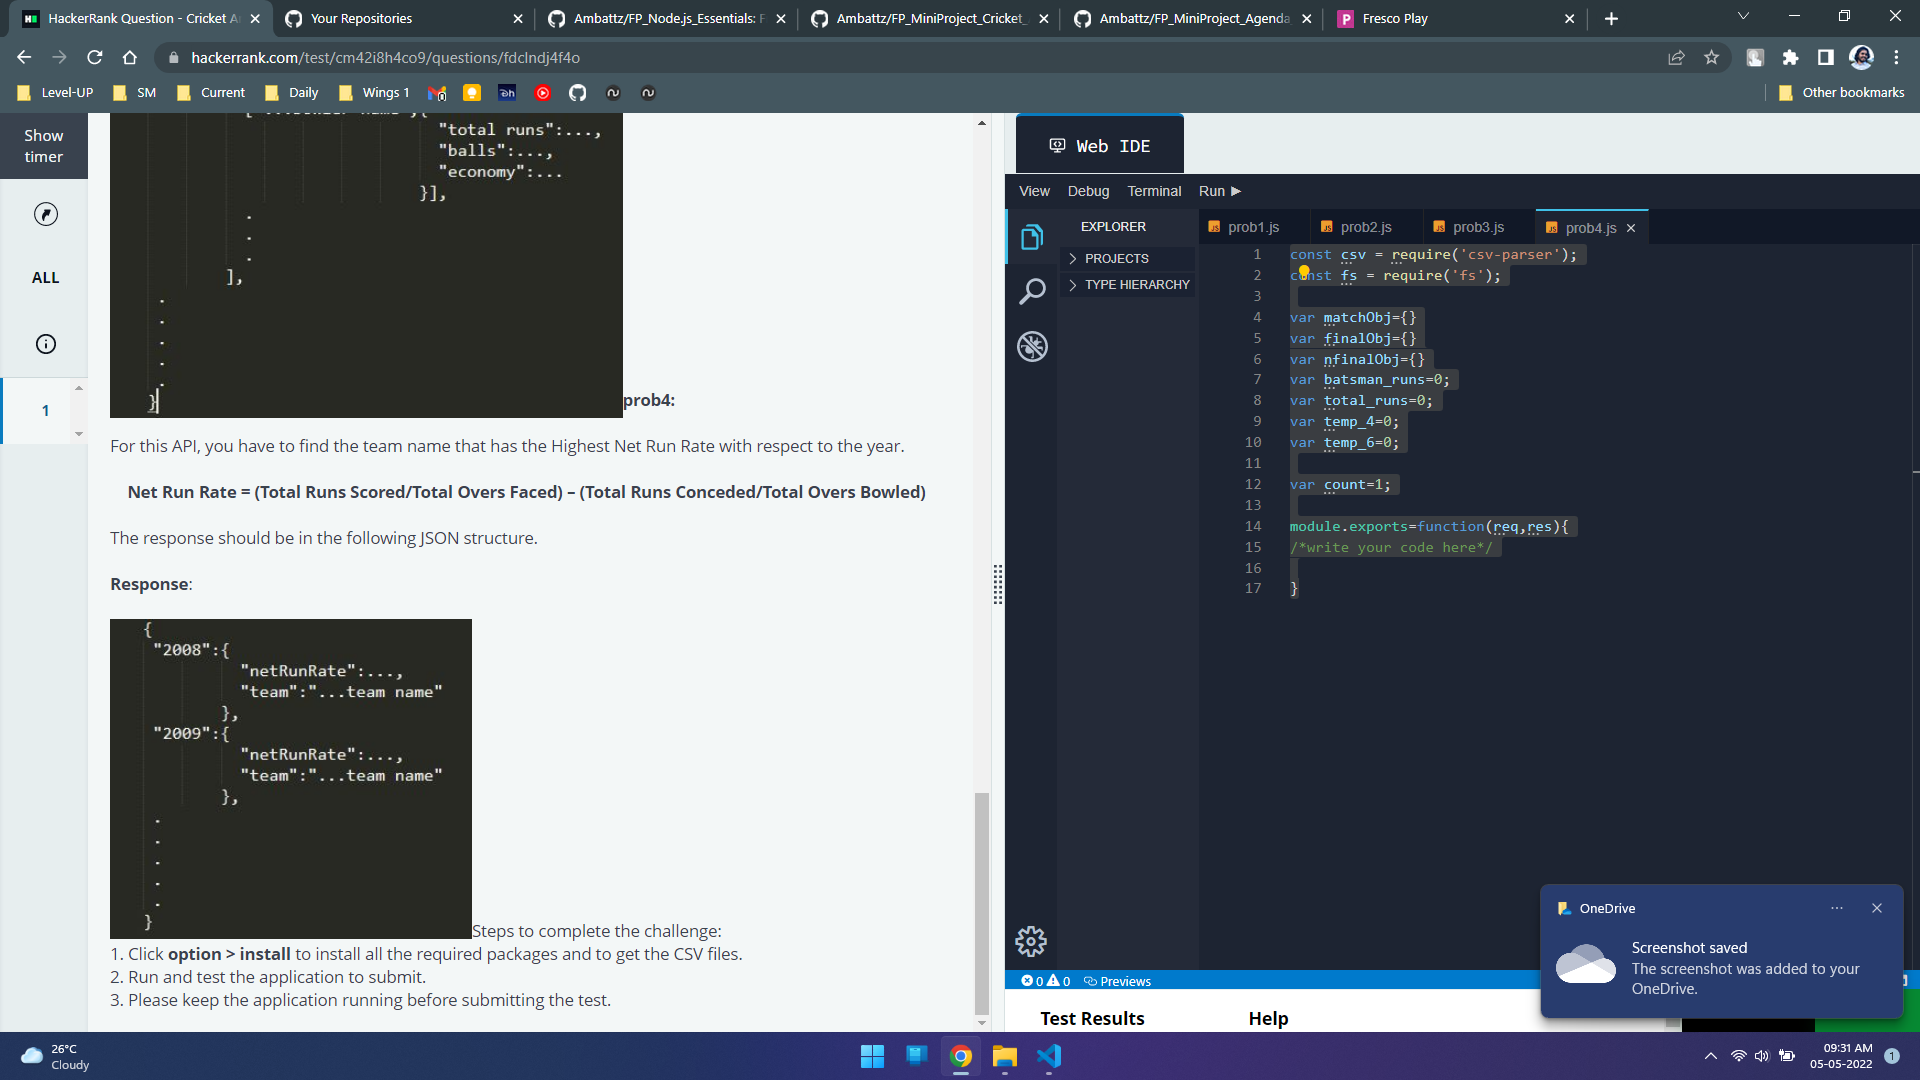 HackerRank Question - Cricket A
Your Repositories
Ambattz/FP_Node.js_Essentials: F
Ambattz/FP_MiniProject_Cricket_
Ambattz/FP_MiniProject_Agenda
Fresco Play
hackerrank.com/test/cm42i8h4co9/questions/fdclndj4f4o
Level-UP
SM
Current
Daily
Wings 1
Other bookmarks
Show
timer
ALL
1
"total runs":...,
"balls":...,
"economy":...
}],
.
.
.
],
.
.
.
.
.
}
prob4:
For this API, you have to find the team name that has the Highest Net Run Rate with respect to the year.
Net Run Rate = (Total Runs Scored/Total Overs Faced) – (Total Runs Conceded/Total Overs Bowled)
The response should be in the following JSON structure.
Response:
{
"2008":{
"netRunRate":...,
"team":"...team name"
},
"2009":{
"netRunRate":...,
"team":"...team name"
},
.
.
.
.
.
}
Steps to complete the challenge:
1. Click option > install to install all the required packages and to get the CSV files.
2. Run and test the application to submit.
3. Please keep the application running before submitting the test.
Web IDE
View Debug Terminal Run
EXPLORER
PROJECTS
TYPE HIERARCHY
prob1.js
prob2.js
prob3.js
prob4.js
1 const csv = require('csv-parser');
2 const fs = require('fs');
3
4 var matchObj={}
5 var finalObj={}
6 var nfinalObj={}
7 var batsman_runs=0;
8 var total_runs=0;
9 var temp_4=0;
10 var temp_6=0;
11
12 var count=1;
13
14 module.exports=function(req,res){
15 /*write your code here*/
16
17 }
0 0 Previews
Test Results
Help
OneDrive
Screenshot saved
The screenshot was added to your
OneDrive.
26°C
Cloudy
09:31 AM
05-05-2022
1